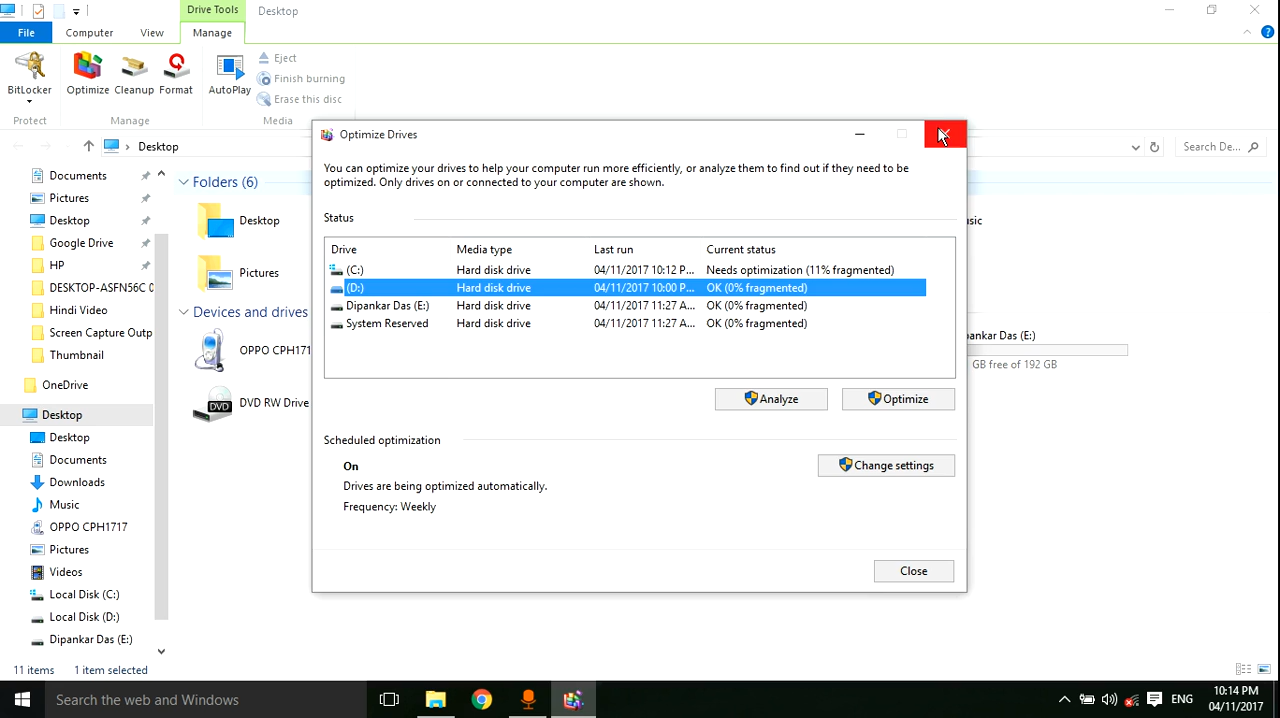 Drive Tools
Desktop
File
Computer
View
Manage
BitLocker
Optimize
Cleanup
Format
AutoPlay
Eject
Finish burning
Erase this disc
Protect
Manage
Media
Desktop
Search De...
Documents
Pictures
Desktop
Google Drive
HP
DESKTOP-ASFN56C 0
Hindi Video
Screen Capture Outp
Thumbnail
OneDrive
Desktop
Desktop
Documents
Downloads
Music
OPPO CPH1717
Pictures
Videos
Local Disk (C:)
Local Disk (D:)
Dipankar Das (E:)
Folders (6)
Desktop
Pictures
Devices and drives
OPPO CPH171
DVD RW Drive
usic
ipankar Das (E:)
GB free of 192 GB
Optimize Drives
You can optimize your drives to help your computer run more efficiently, or analyze them to find out if they need to be
optimized. Only drives on or connected to your computer are shown.
Status
Drive Media type Last run Current status
(C:) Hard disk drive 04/11/2017 10:12 P... Needs optimization (11% fragmented)
(D:) Hard disk drive 04/11/2017 10:00 P... OK (0% fragmented)
Dipankar Das (E:) Hard disk drive 04/11/2017 11:27 A... OK (0% fragmented)
System Reserved Hard disk drive 04/11/2017 11:27 A... OK (0% fragmented)
Analyze
Optimize
Scheduled optimization
On
Change settings
Drives are being optimized automatically.
Frequency: Weekly
Close
11 items 1 item selected
Search the web and Windows
ENG
10:14 PM
04/11/2017